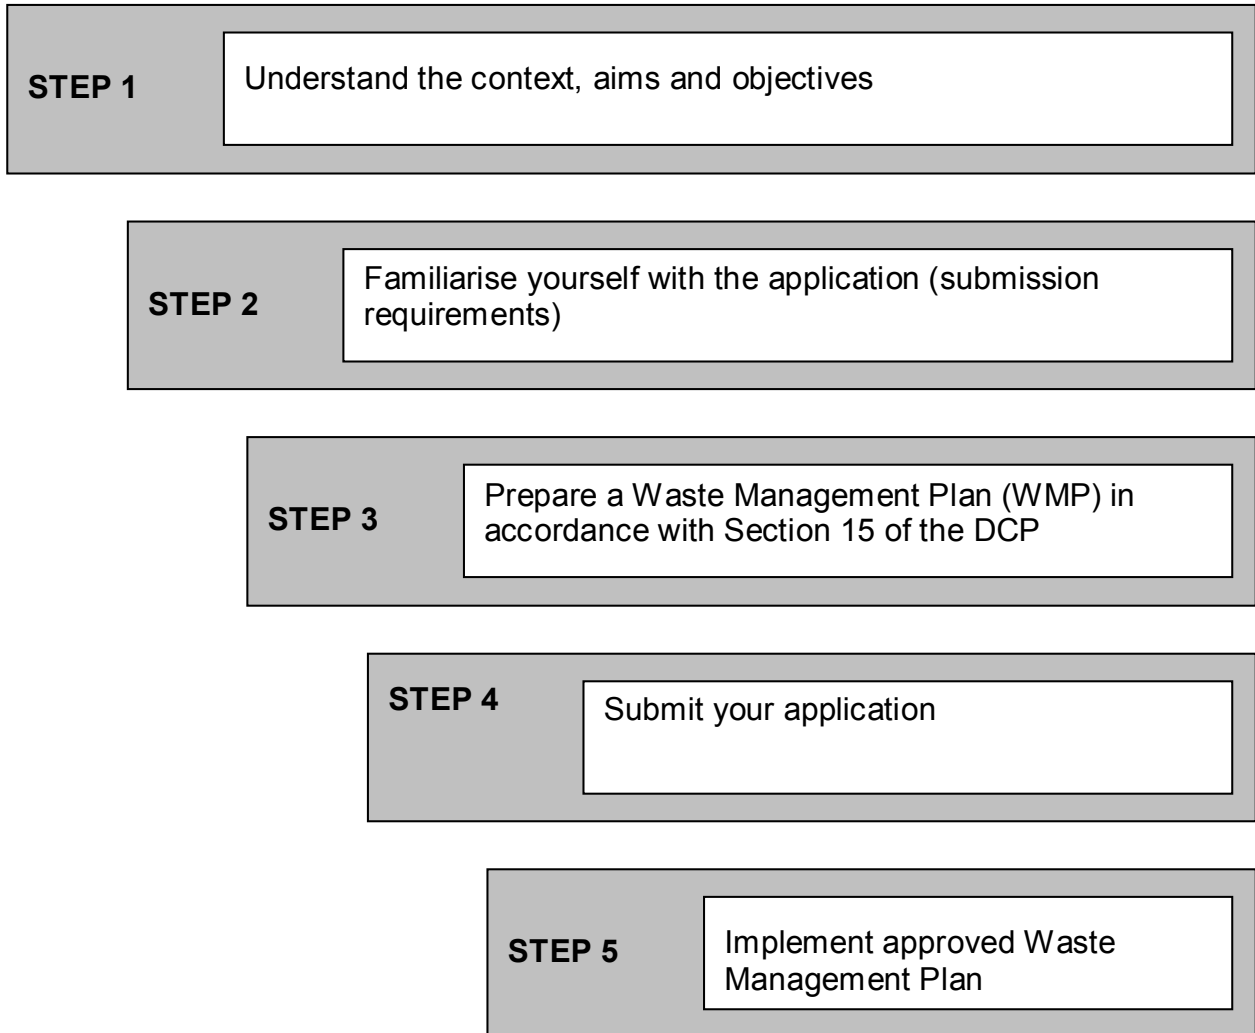 STEP 1
Understand the context, aims and objectives
STEP 2
Familiarise yourself with the application (submission
requirements)
STEP 3
Prepare a Waste Management Plan (WMP) in
accordance with Section 15 of the DCP
STEP 4
Submit your application
STEP 5
Implement approved Waste
Management Plan